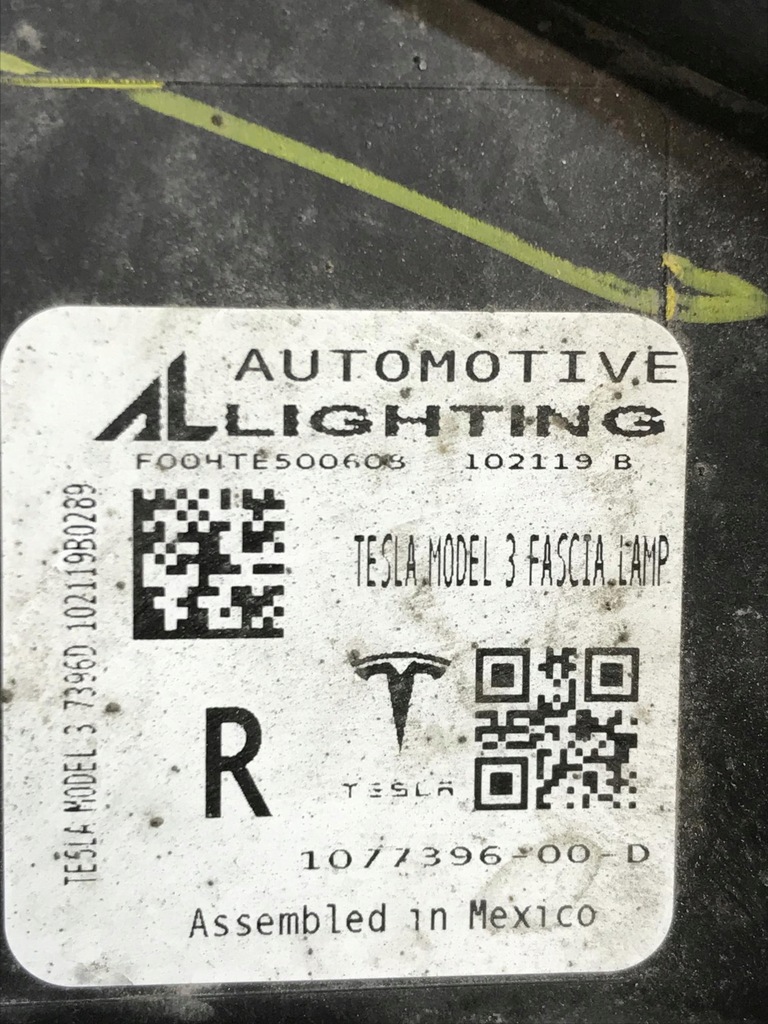 AL AUTOMOTIVE
LIGHTING
F004TE500608 102119 B
TESLA MODEL 3 7396D 102119B0289
TESLA MODEL 3 FASCIA LAMP
R
TESLA
1077396-00-D
Assembled in Mexico